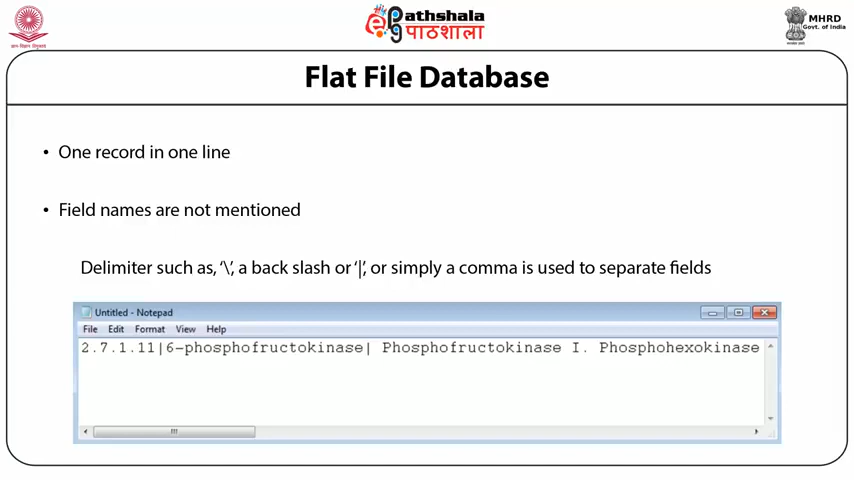 ePathshala
पाठशाला
MHRD
Govt. of India
Flat File Database
• One record in one line
• Field names are not mentioned
Delimiter such as, ‘\’, a back slash or ‘|’, or simply a comma is used to separate fields
Untitled - Notepad
File Edit Format View Help
2.7.1.11|6-phosphofructokinase| Phosphofructokinase I. Phosphohexokinase